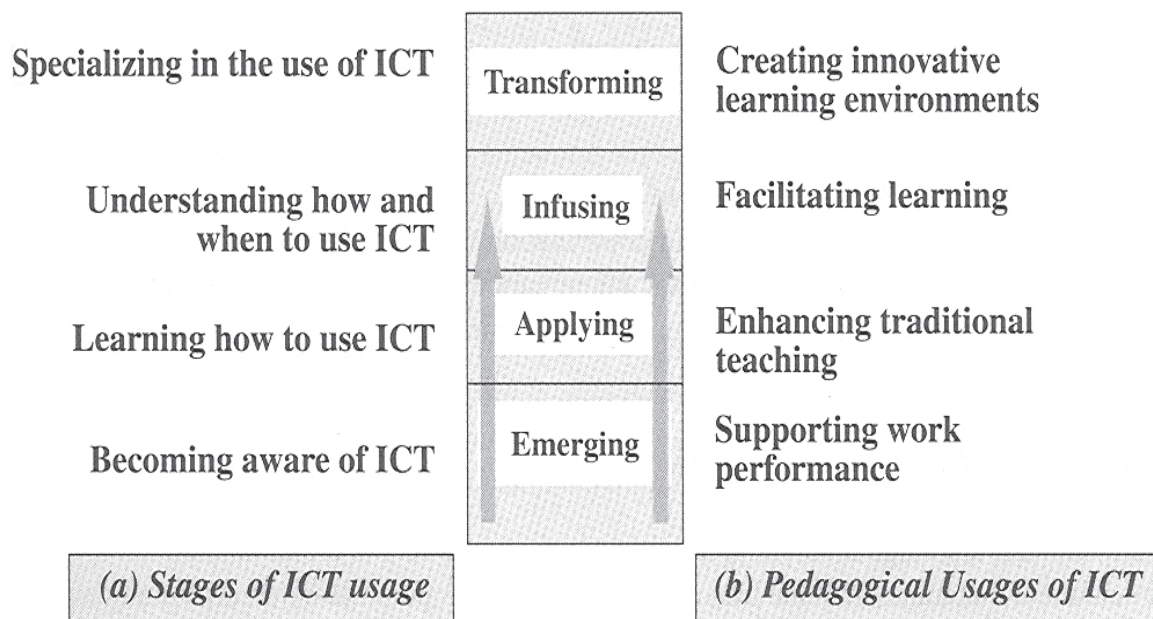 Specializing in the use of ICT
Transforming
Creating innovative
learning environments
Understanding how and
when to use ICT
Infusing
Facilitating learning
Learning how to use ICT
Applying
Enhancing traditional
teaching
Becoming aware of ICT
Emerging
Supporting work
performance
(a) Stages of ICT usage
(b) Pedagogical Usages of ICT